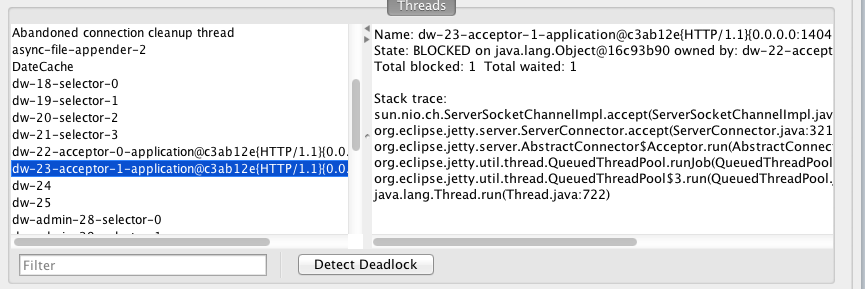 Threads
Abandoned connection cleanup thread
async-file-appender-2
DateCache
dw-18-selector-0
dw-19-selector-1
dw-20-selector-2
dw-21-selector-3
dw-22-acceptor-0-application@c3ab12e{HTTP/1.1}{0.0.
dw-23-acceptor-1-application@c3ab12e{HTTP/1.1}{0.0.
dw-24
dw-25
dw-admin-28-selector-0
Name: dw-23-acceptor-1-application@c3ab12e{HTTP/1.1}{0.0.0.0:1404
State: BLOCKED on java.lang.Object@16c93b90 owned by: dw-22-accept
Total blocked: 1 Total waited: 1
Stack trace:
sun.nio.ch.ServerSocketChannelImpl.accept(ServerSocketChannelImpl.jav
org.eclipse.jetty.server.ServerConnector.accept(ServerConnector.java:321
org.eclipse.jetty.server.AbstractConnector$Acceptor.run(AbstractConnect
org.eclipse.jetty.util.thread.QueuedThreadPool.runJob(QueuedThreadPool
org.eclipse.jetty.util.thread.QueuedThreadPool$3.run(QueuedThreadPool.
java.lang.Thread.run(Thread.java:722)
Filter
Detect Deadlock